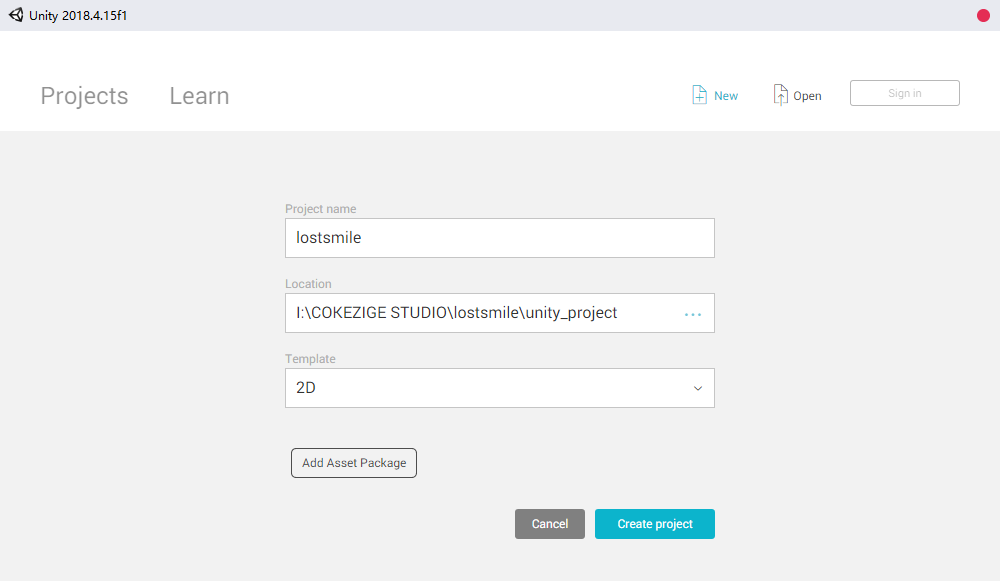 Unity 2018.4.15f1
Projects Learn New Open Sign in
Project name
lostsmile
Location
I:\COKEZIGE STUDIO\lostsmile\unity_project
Template
2D
Add Asset Package
Cancel Create project